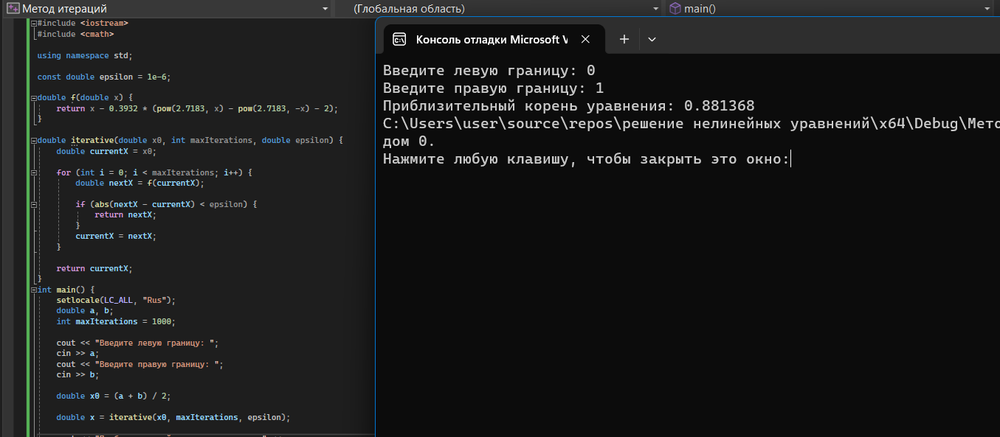 Метод итераций
(Глобальная область)
main()
#include <iostream>
#include <cmath>
using namespace std;
const double epsilon = 1e-6;
double f(double x) {
return x - 0.3932 * (pow(2.7183, x) - pow(2.7183, -x) - 2);
}
double iterative(double x0, int maxIterations, double epsilon) {
double currentX = x0;
for (int i = 0; i < maxIterations; i++) {
double nextX = f(currentX);
if (abs(nextX - currentX) < epsilon) {
return nextX;
}
currentX = nextX;
}
return currentX;
}
int main() {
setlocale(LC_ALL, "Rus");
double a, b;
int maxIterations = 1000;
cout << "Введите левую границу: ";
cin >> a;
cout << "Введите правую границу: ";
cin >> b;
double x0 = (a + b) / 2;
double x = iterative(x0, maxIterations, epsilon);
Консоль отладки Microsoft V
Введите левую границу: 0
Введите правую границу: 1
Приблизительный корень уравнения: 0.881368
C:\Users\user\source\repos\решение нелинейных уравнений\x64\Debug\Мето
дом 0.
Нажмите любую клавишу, чтобы закрыть это окно: